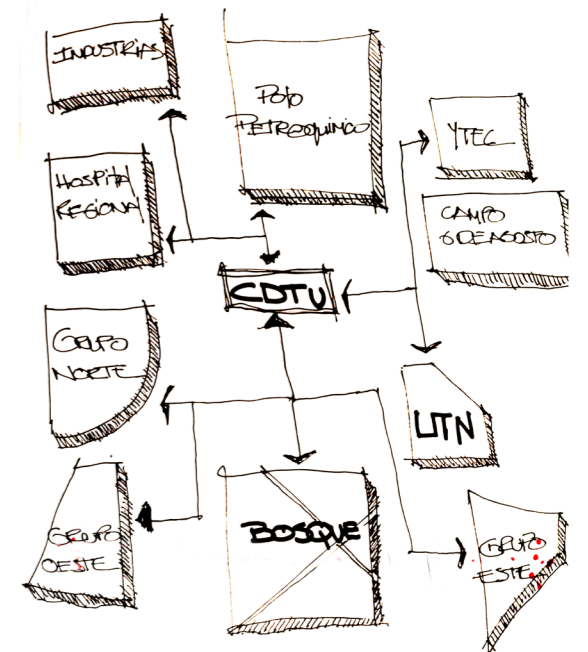 INDUSTRIAS
Polo
PETROQUIMICO
YTEC
HOSPITAL
REGIONAL
CAMPO
6 DE AGOSTO
CDTU
GRUPO
NORTE
UTN
GRUPO
OESTE
BOSQUE
GRUPO
ESTE